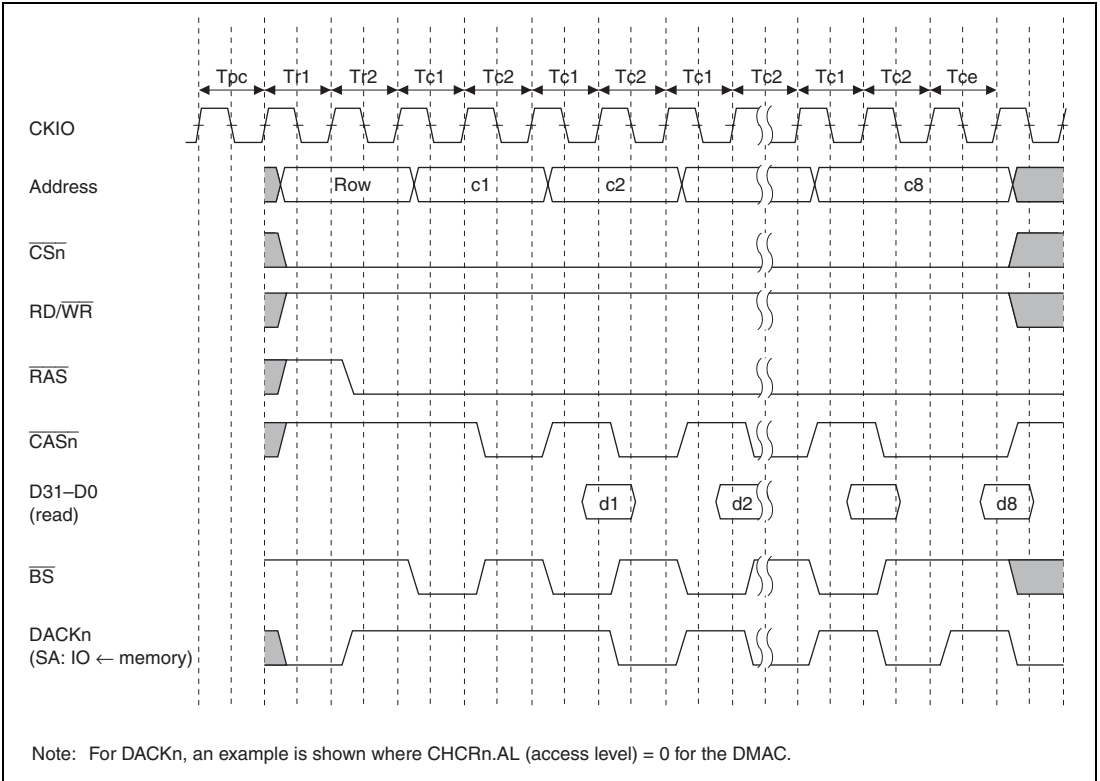 Tpc Tr1 Tr2 Tc1 Tc2 Tc1 Tc2 Tc1 Tc2 Tc1 Tc2 Tce
CKIO
Address Row c1 c2 c8
CSn
RD/WR
RAS
CASn
D31–D0
(read) d1 d2 d8
BS
DACKn
(SA: IO ← memory)
Note: For DACKn, an example is shown where CHCRn.AL (access level) = 0 for the DMAC.